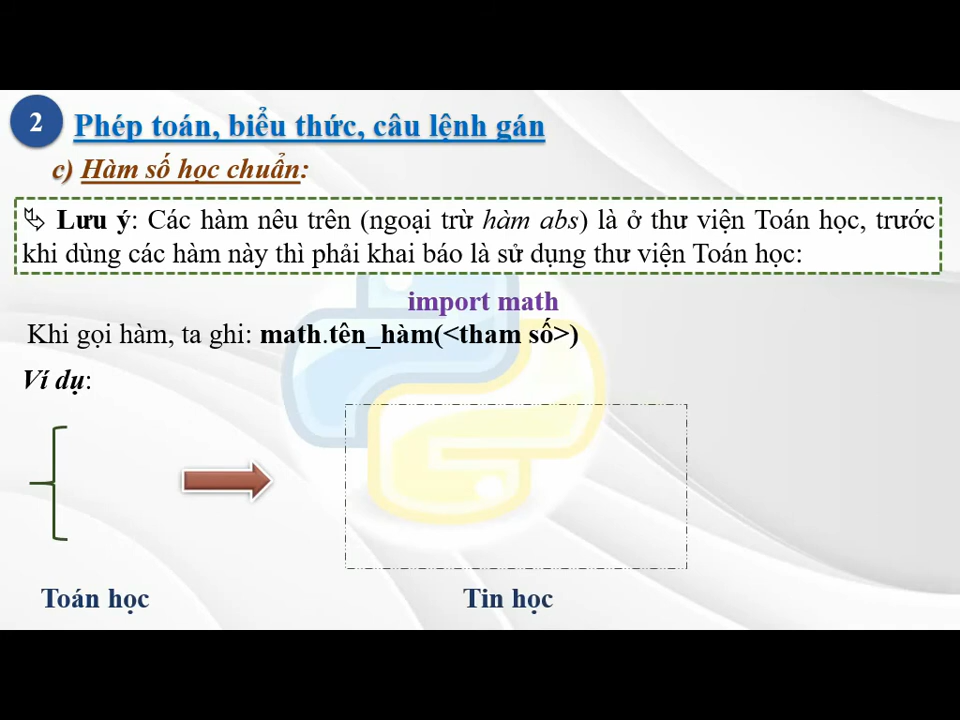 2
Phép toán, biểu thức, câu lệnh gán
c) Hàm số học chuẩn:
Lưu ý: Các hàm nêu trên (ngoại trừ hàm abs) là ở thư viện Toán học, trước
khi dùng các hàm này thì phải khai báo là sử dụng thư viện Toán học:
import math
Khi gọi hàm, ta ghi: math.tên_hàm(<tham số>)
Ví dụ:
Toán học
Tin học